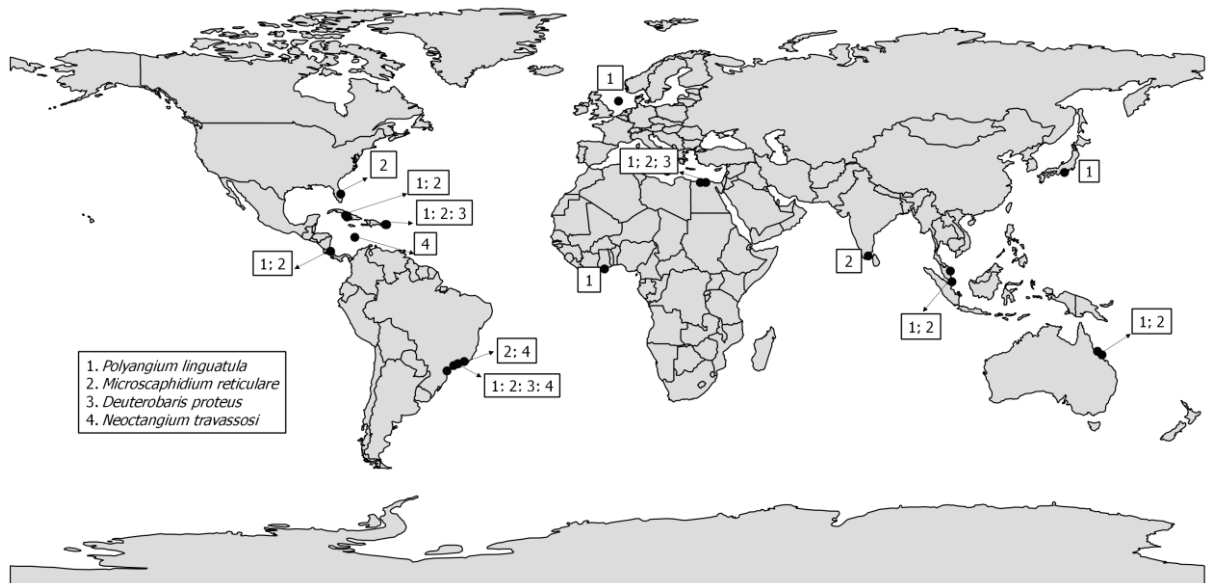 1
2
1; 2; 3
1; 2
1
1; 2; 3
4
2
1; 2
1
1; 2
1; 2
2; 4
1. Polyangium linguatula
2. Microscaphidium reticulare
3. Deuterobaris proteus
4. Neoctangium travassosi
1; 2; 3; 4